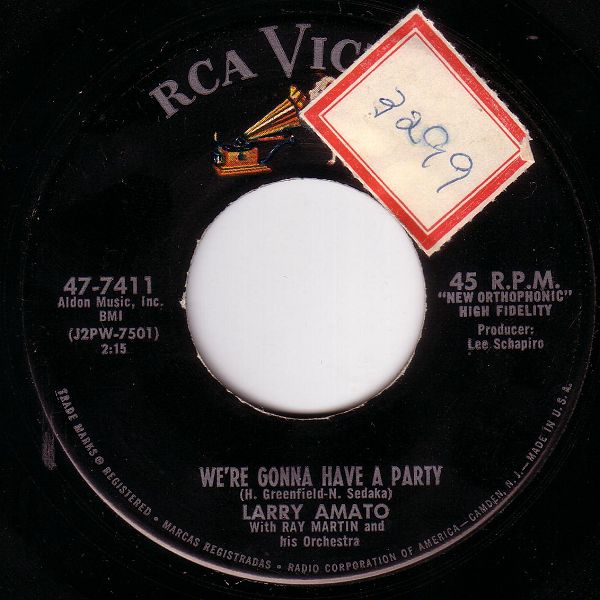 RCA VIC
2299
47-7411
Aldon Music, Inc.
BMI
(J2PW-7501)
2:15
45 R.P.M.
"NEW ORTHOPHONIC"
HIGH FIDELITY
Producer:
Lee Schapiro
WE'RE GONNA HAVE A PARTY
(H. Greenfield-N. Sedaka)
LARRY AMATO
With RAY MARTIN and
his Orchestra
TRADE MARKS ® REGISTERED • MARCAS REGISTRADAS • RADIO CORPORATION OF AMERICA—CAMDEN, N. J.—MADE IN U.S.A.